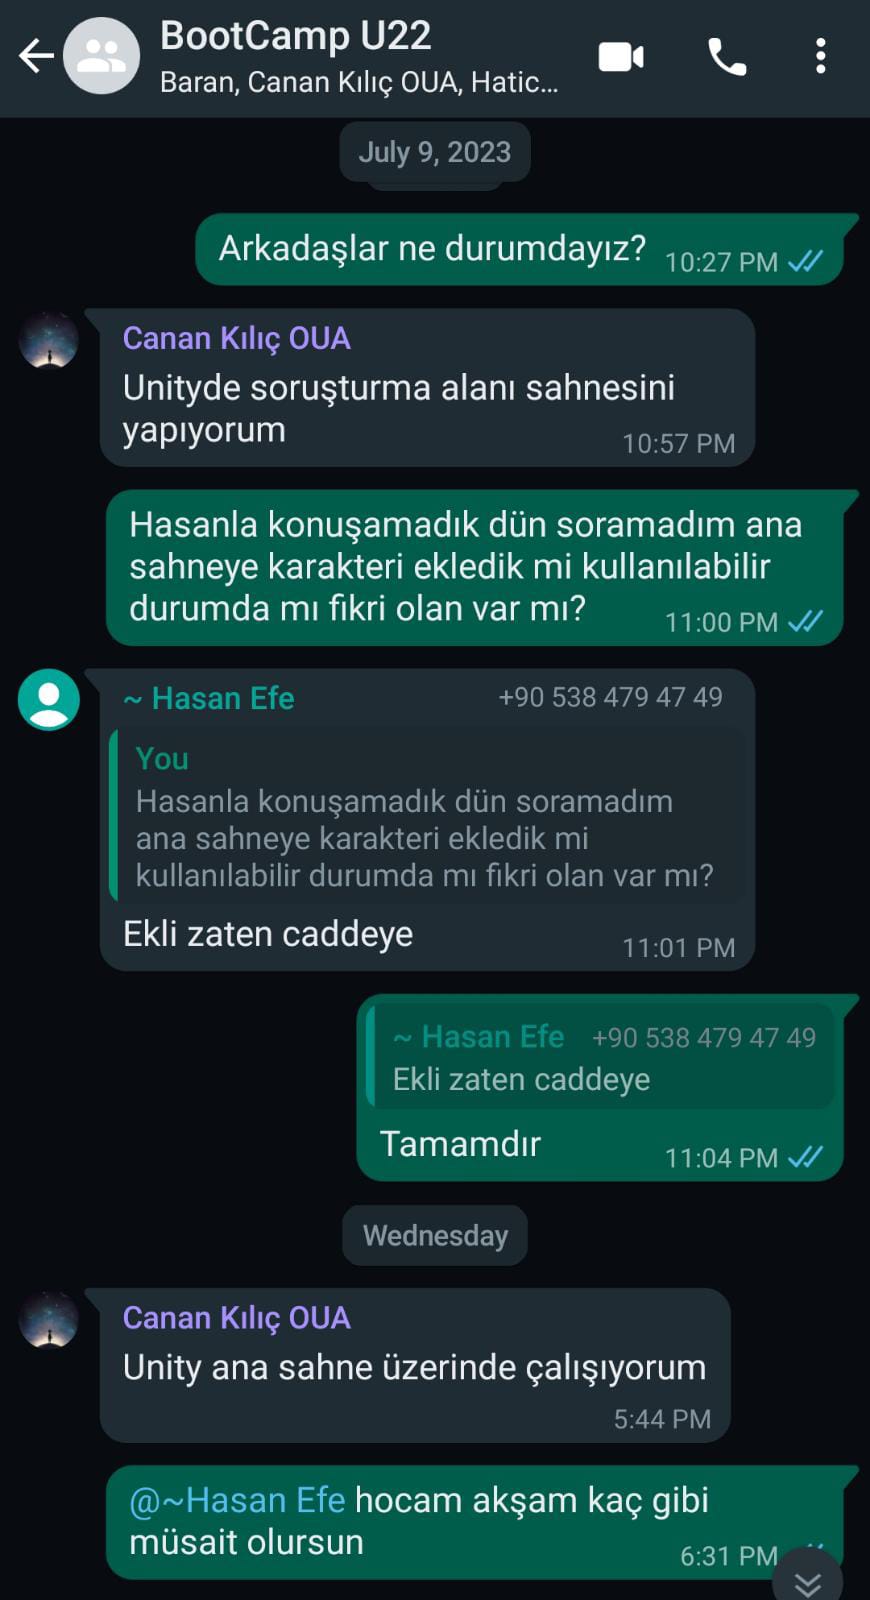 BootCamp U22
Baran, Canan Kılıç OUA, Hatic...
July 9, 2023
Arkadaşlar ne durumdayız?
10:27 PM
Canan Kılıç OUA
Unityde soruşturma alanı sahnesini
yapıyorum
10:57 PM
Hasanla konuşamadık dün soramadım ana
sahneye karakteri ekledik mi kullanılabilir
durumda mı fikri olan var mı?
11:00 PM
~ Hasan Efe +90 538 479 47 49
You
Hasanla konuşamadık dün soramadım
ana sahneye karakteri ekledik mi
kullanılabilir durumda mı fikri olan var mı?
Ekli zaten caddeye
11:01 PM
~ Hasan Efe +90 538 479 47 49
Ekli zaten caddeye
Tamamdır
11:04 PM
Wednesday
Canan Kılıç OUA
Unity ana sahne üzerinde çalışıyorum
5:44 PM
@~Hasan Efe hocam akşam kaç gibi
müsait olursun
6:31 PM